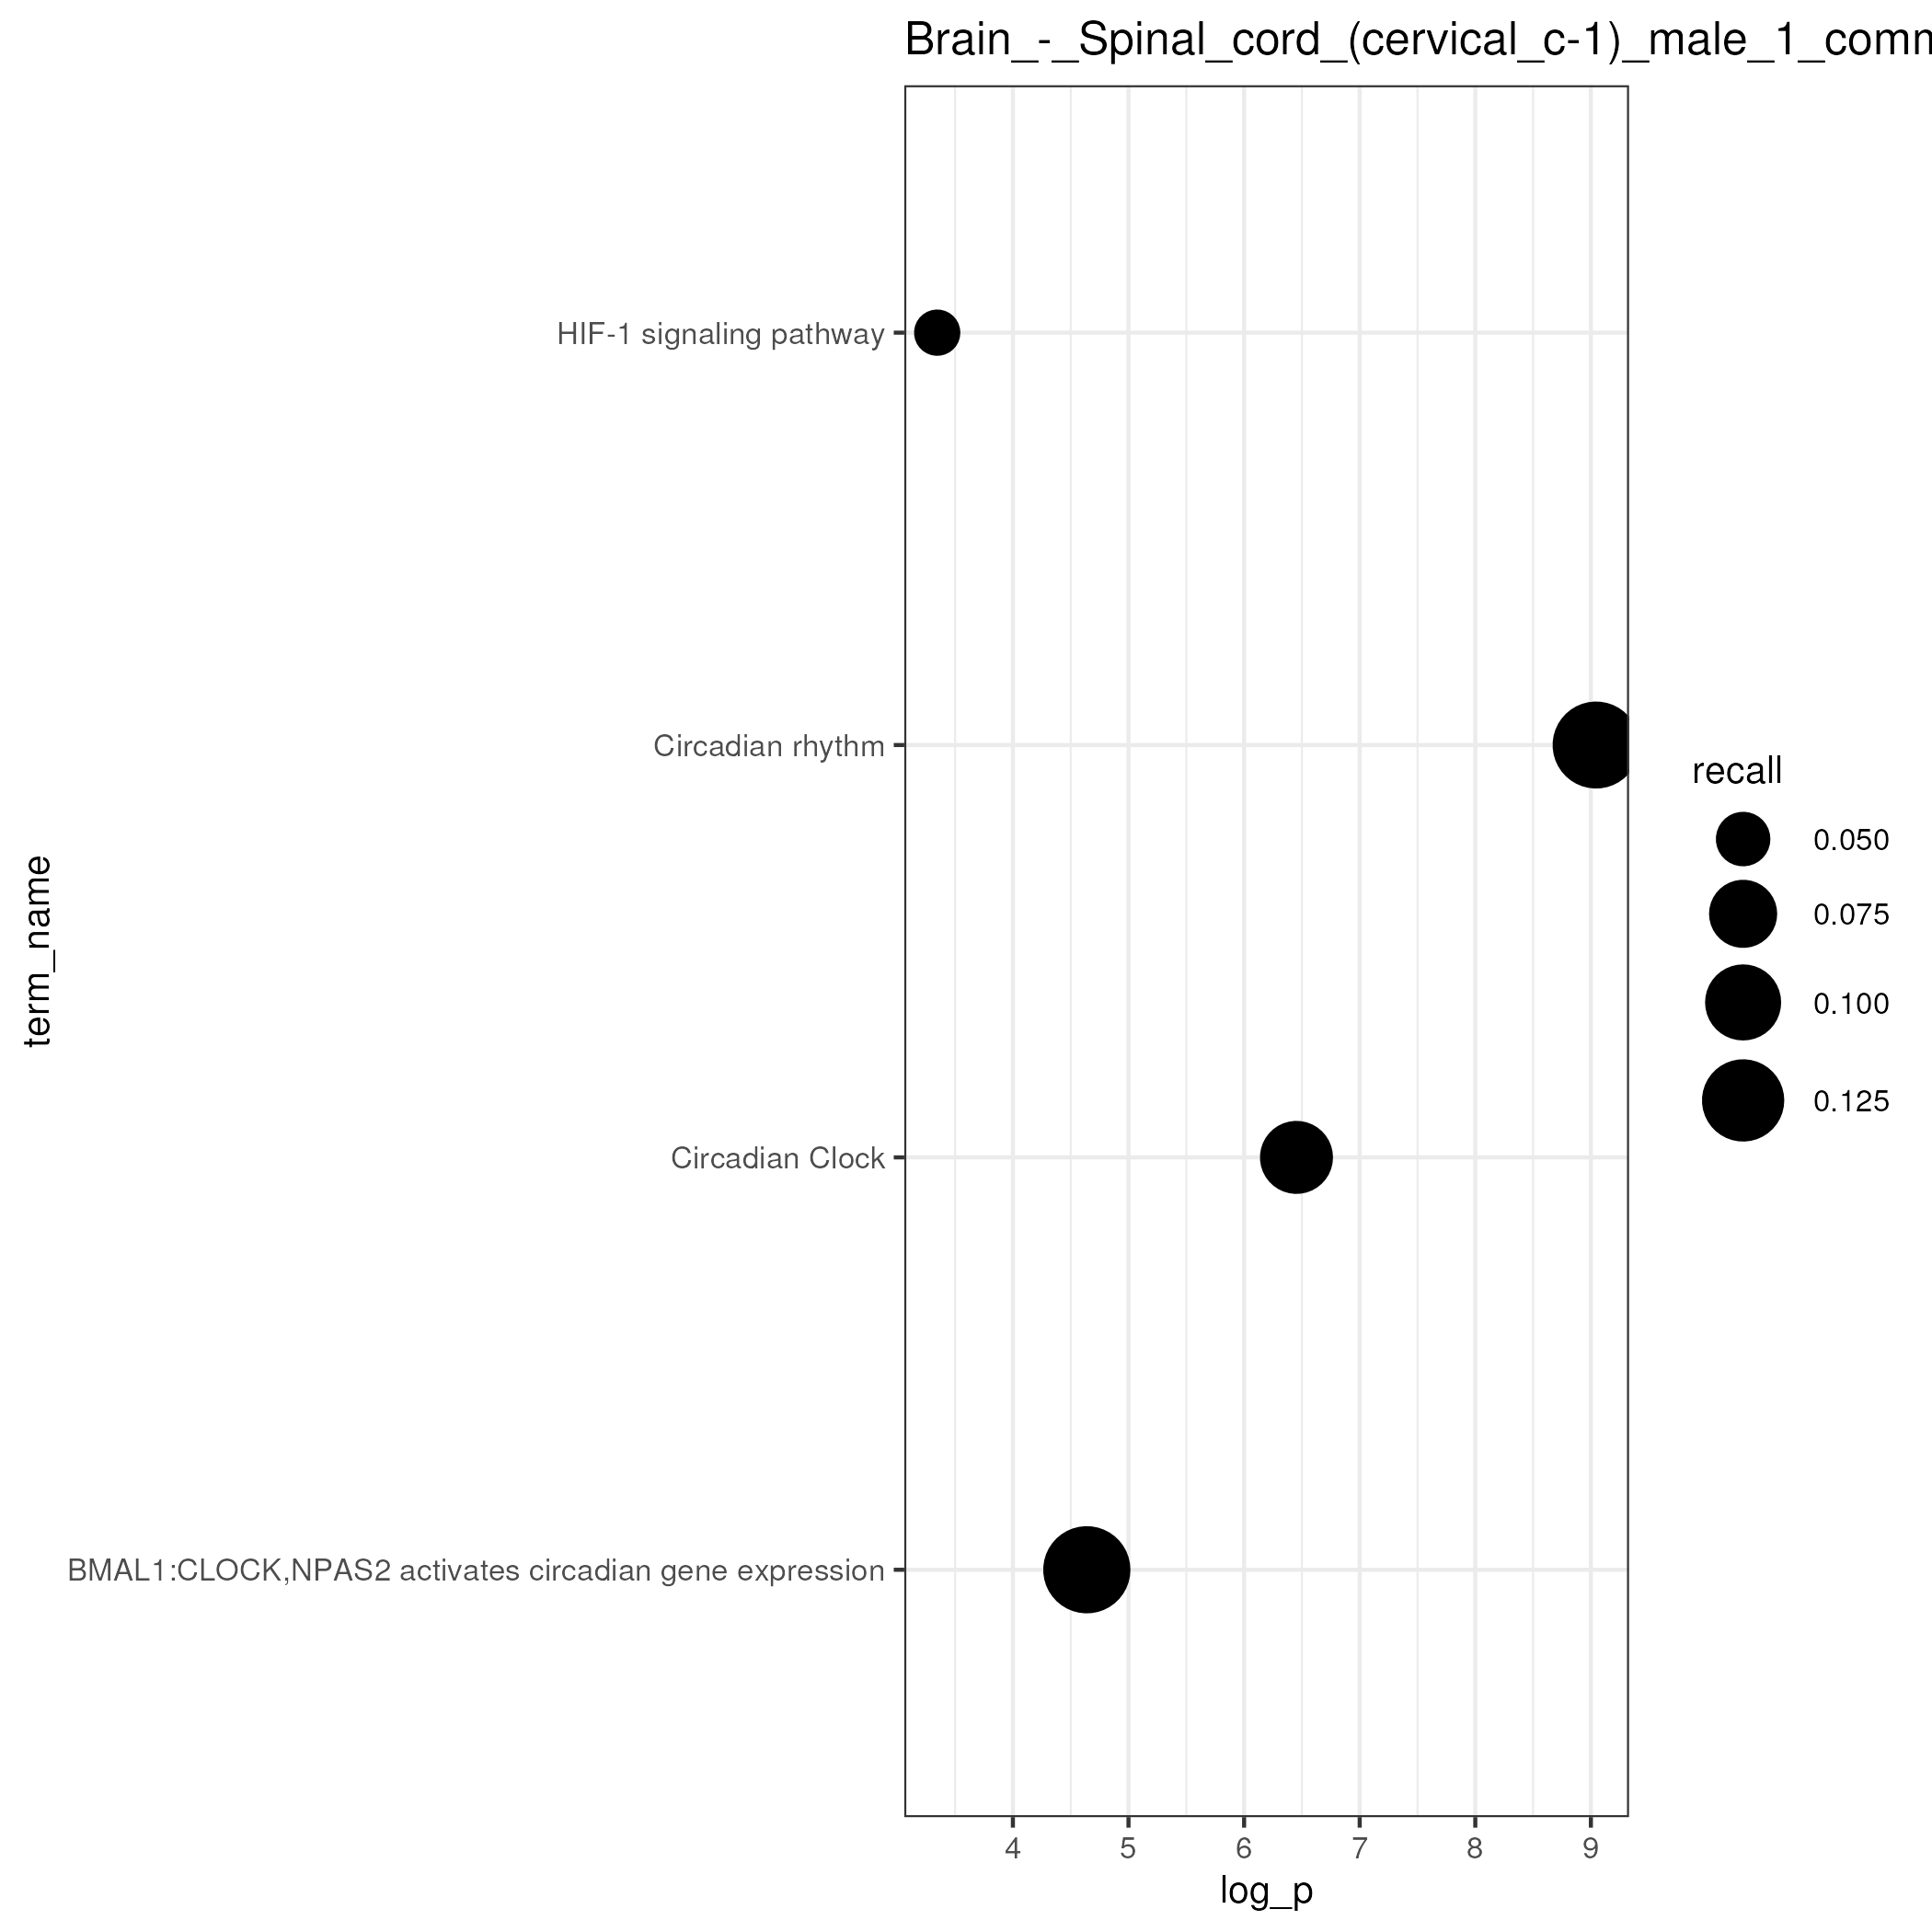 Brain_-_Spinal_cord_(cervical_c-1)_male_1_comm
HIF-1 signaling pathway
Circadian rhythm
Circadian Clock
BMAL1:CLOCK,NPAS2 activates circadian gene expression
term_name
4 5 6 7 8 9
log_p
recall
0.050
0.075
0.100
0.125